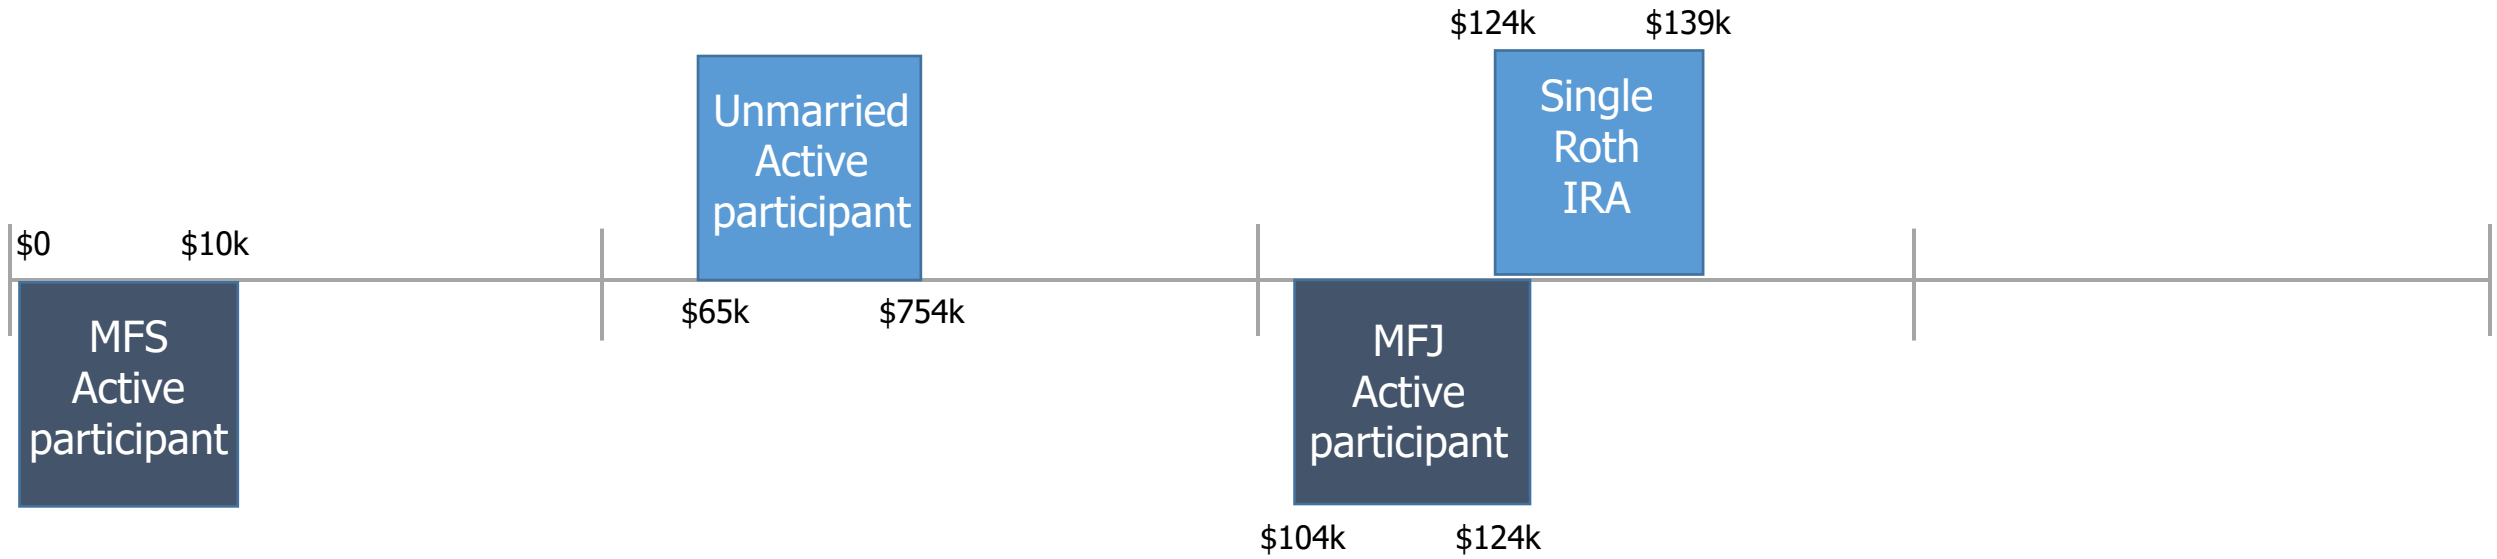 $124k
$139k
Unmarried
Active
participant
Single
Roth
IRA
$0
$10k
$65k
$754k
MFS
Active
participant
MFJ
Active
participant
$104k
$124k